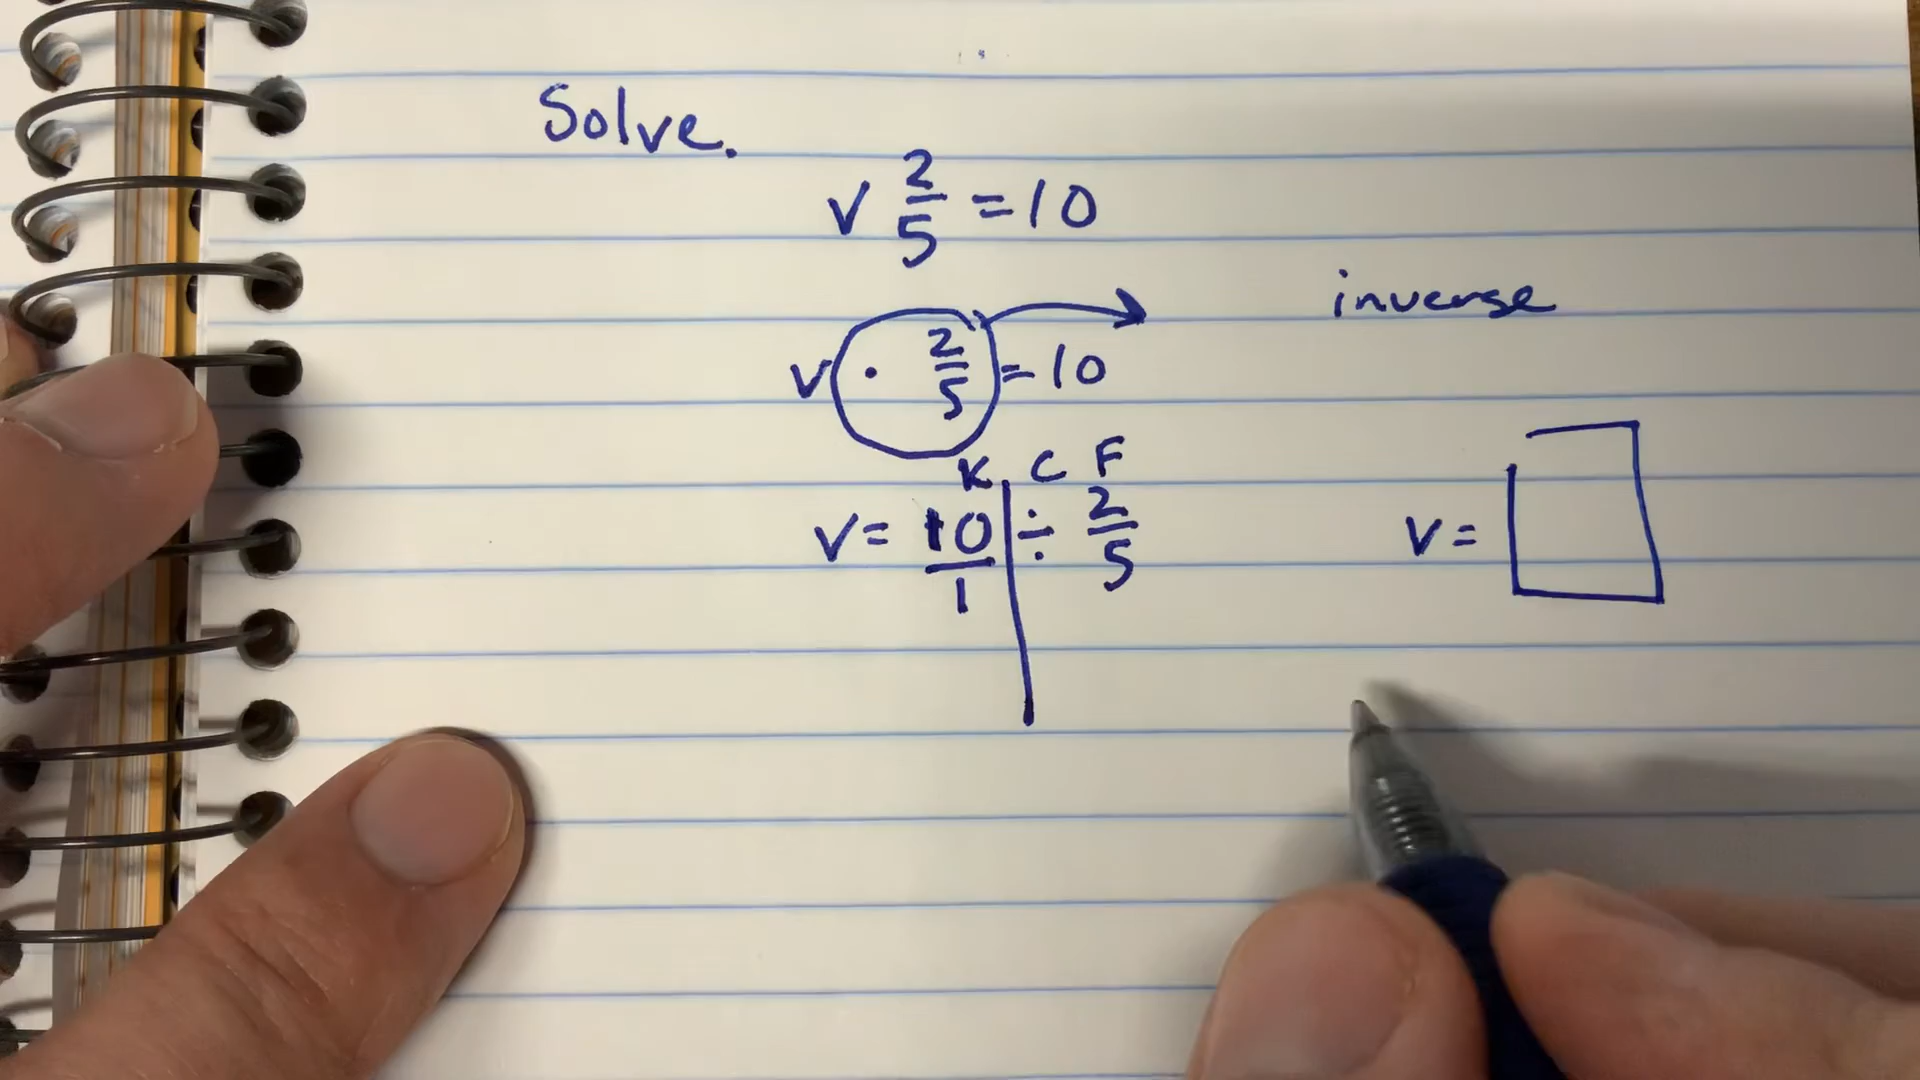 Solve.
v 2/5 = 10
inverse
v · 2/5 = 10
K C F
v = 10/1 ÷ 2/5
v =